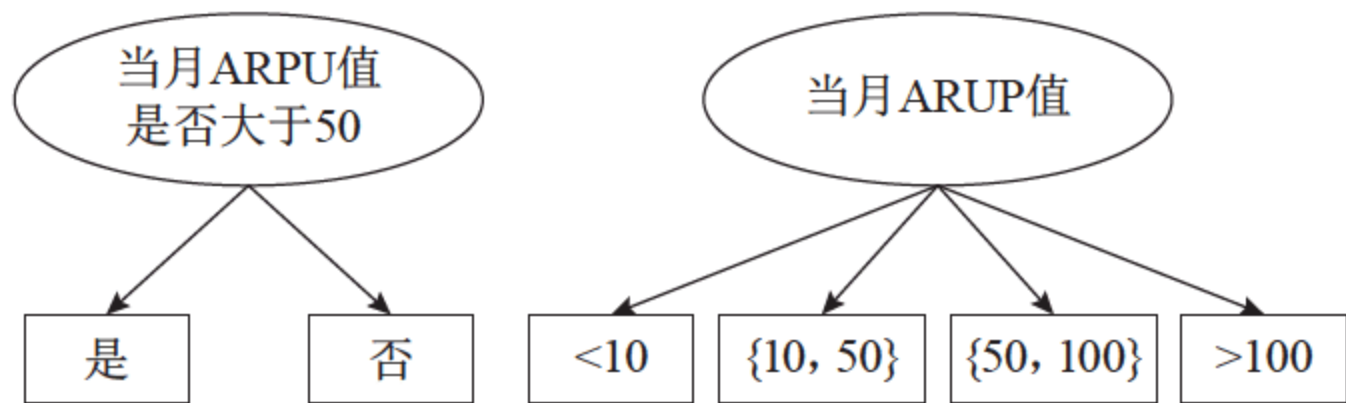 当月ARPU值
是否大于50
当月ARUP值
是
否
<10
{10，50}
{50，100}
>100